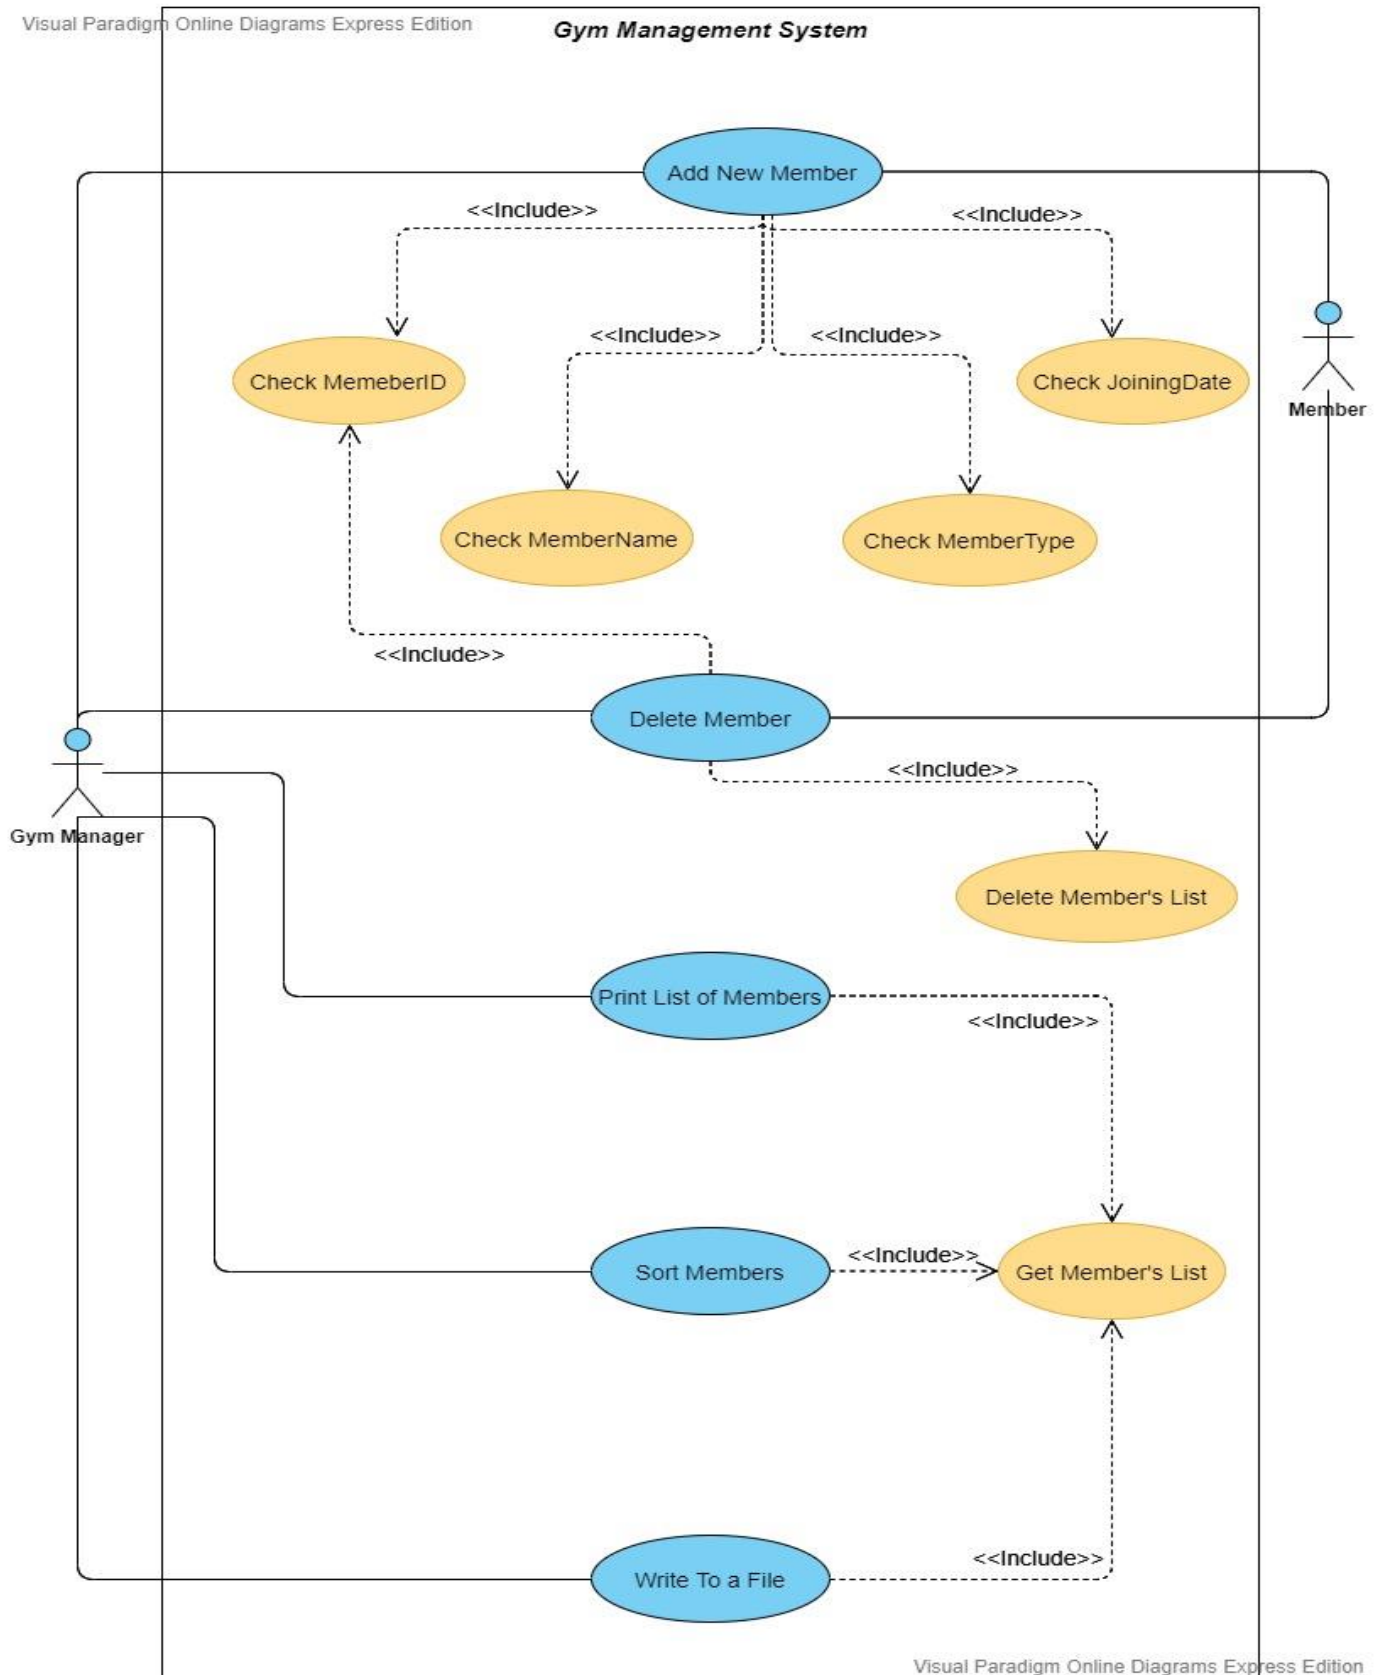 Visual Paradigm Online Diagrams Express Edition
Gym Management System
Add New Member
<<Include>>
<<Include>>
<<Include>>
<<Include>>
Check MemeberID
Check JoiningDate
Member
Check MemberName
Check MemberType
<<Include>>
Delete Member
<<Include>>
Gym Manager
Delete Member's List
Print List of Members
<<Include>>
<<Include>>
Sort Members
Get Member's List
<<Include>>
Write To a File
Visual Paradigm Online Diagrams Express Edition